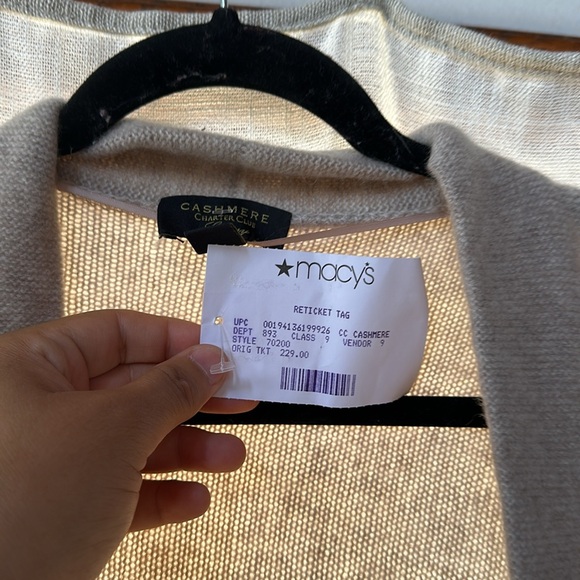 CASHMERE
CHARTER CLUB
★macy's
RETICKET TAG
UPC 00194136199926 CC CASHMERE
DEPT 893 CLASS 9 VENDOR 9
STYLE 70200
ORIG TKT 229.00